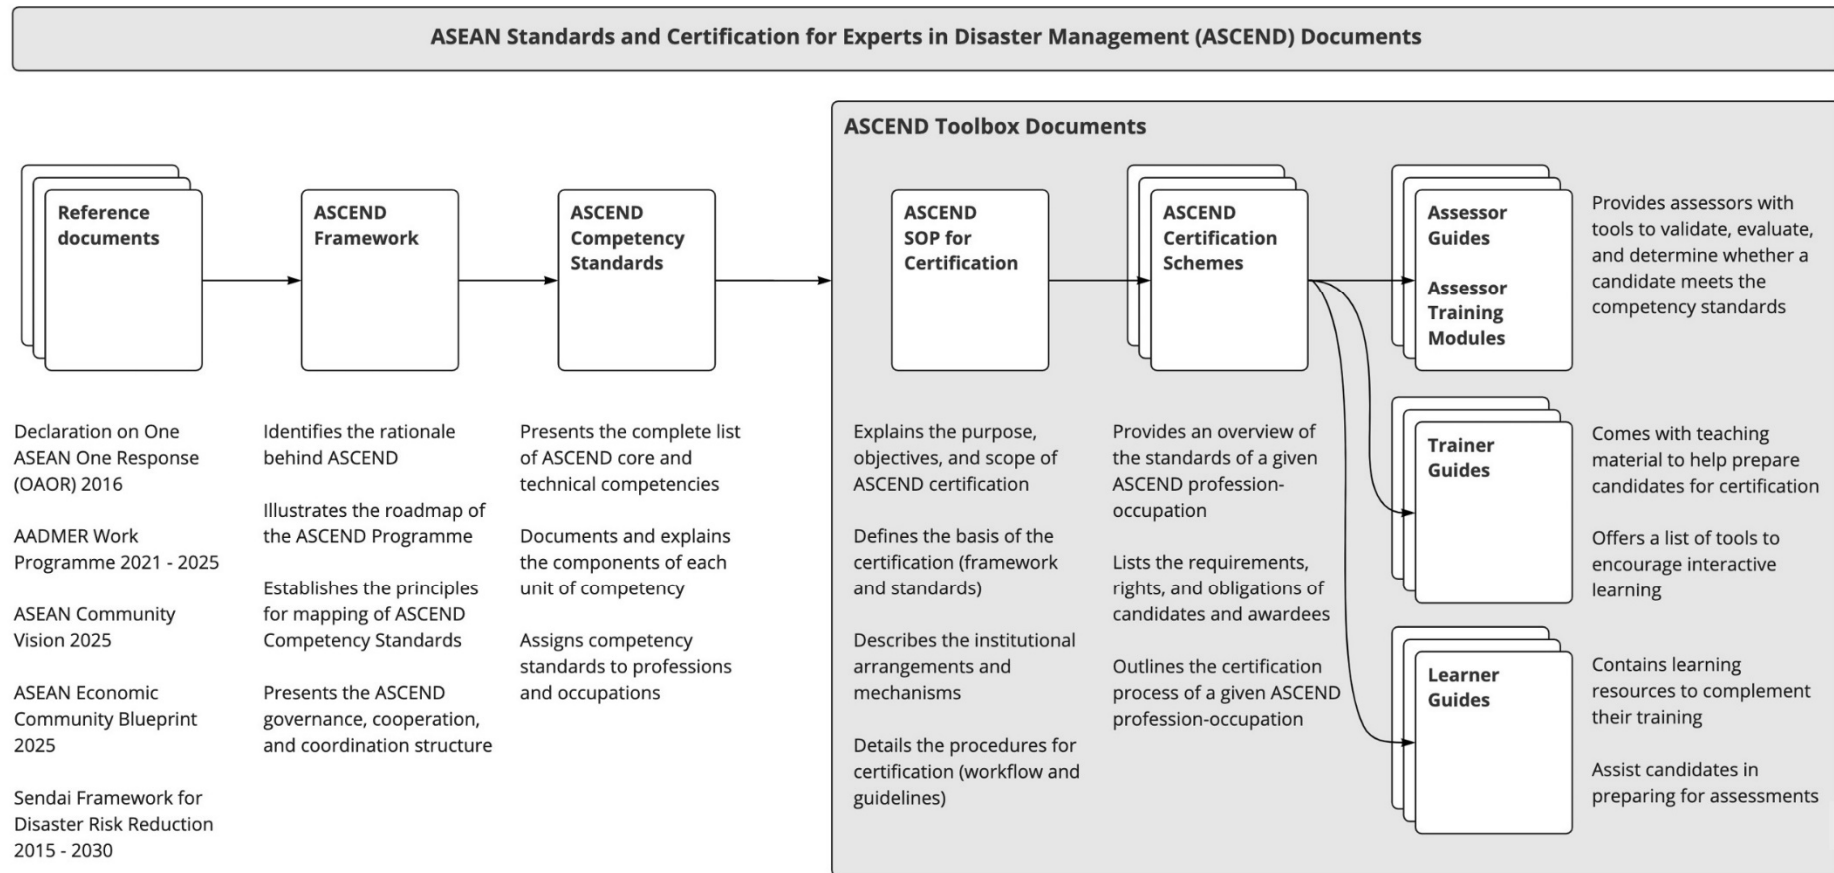 ASEAN Standards and Certification for Experts in Disaster Management (ASCEND) Documents
ASCEND Toolbox Documents
Reference
documents
ASCEND
Framework
ASCEND
Competency
Standards
ASCEND
SOP for
Certification
ASCEND
Certification
Schemes
Assessor
Guides
Assessor
Training
Modules
Provides assessors with
tools to validate, evaluate,
and determine whether a
candidate meets the
competency standards
Declaration on One
ASEAN One Response
(OAOR) 2016
AADMER Work
Programme 2021 - 2025
ASEAN Community
Vision 2025
ASEAN Economic
Community Blueprint
2025
Sendai Framework for
Disaster Risk Reduction
2015 - 2030
Identifies the rationale
behind ASCEND
Illustrates the roadmap of
the ASCEND Programme
Establishes the principles
for mapping of ASCEND
Competency Standards
Presents the ASCEND
governance, cooperation,
and coordination structure
Presents the complete list
of ASCEND core and
technical competencies
Documents and explains
the components of each
unit of competency
Assigns competency
standards to professions
and occupations
Explains the purpose,
objectives, and scope of
ASCEND certification
Defines the basis of the
certification (framework
and standards)
Describes the institutional
arrangements and
mechanisms
Details the procedures for
certification (workflow and
guidelines)
Provides an overview of
the standards of a given
ASCEND profession-
occupation
Lists the requirements,
rights, and obligations of
candidates and awardees
Outlines the certification
process of a given ASCEND
profession-occupation
Trainer
Guides
Comes with teaching
material to help prepare
candidates for certification
Offers a list of tools to
encourage interactive
learning
Learner
Guides
Contains learning
resources to complement
their training
Assist candidates in
preparing for assessments